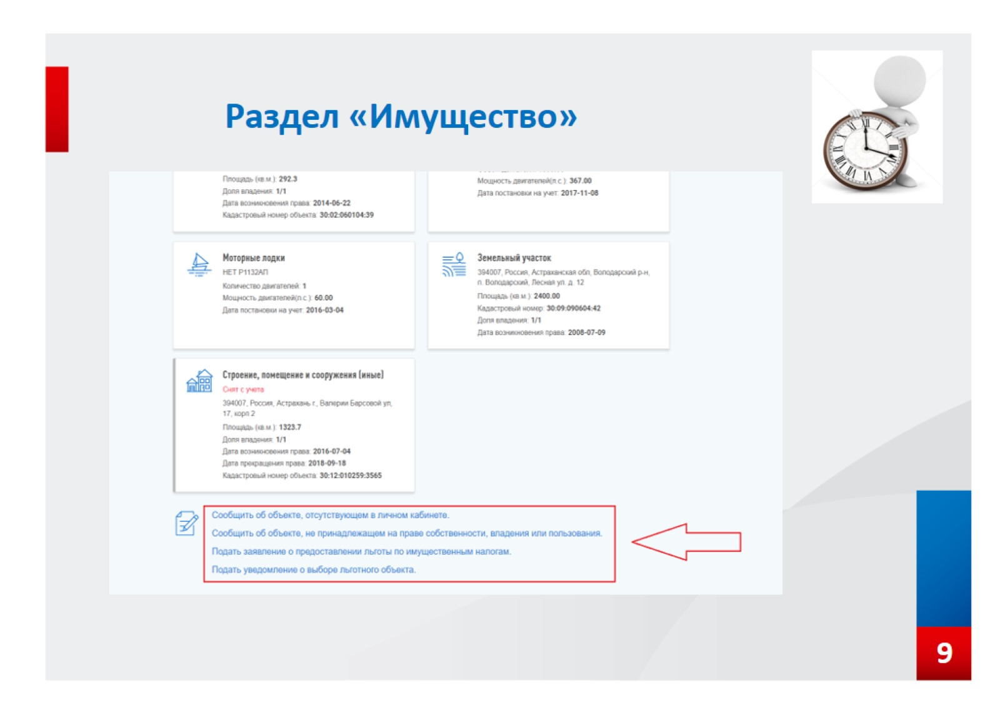 Раздел «Имущество»
Площадь (кв.м.): 292.3
Доля владения: 1/1
Дата возникновения права: 2014-06-22
Кадастровый номер объекта: 30:02:060104:39
Мощность двигателей(л.с.): 367.00
Дата постановки на учет: 2017-11-08
Моторные лодки
НЕТ Р1132АП
Количество двигателей: 1
Мощность двигателей(л.с.): 60.00
Дата постановки на учет: 2016-03-04
Земельный участок
394007, Россия, Астраханская обл, Володарский р-н,
п. Володарский, Лесная ул. д. 12
Площадь (кв.м.): 2400.00
Кадастровый номер: 30:09:090604:42
Доля владения: 1/1
Дата возникновения права: 2008-07-09
Строение, помещение и сооружения (иные)
Снят с учета
394007, Россия, Астрахань г., Валерии Барсовой ул,
17, корп 2
Площадь (кв.м.): 1323.7
Доля владения: 1/1
Дата возникновения права: 2016-07-04
Дата прекращения права: 2018-09-18
Кадастровый номер объекта: 30:12:010259:3565
Сообщить об объекте, отсутствующем в личном кабинете.
Сообщить об объекте, не принадлежащем на праве собственности, владения или пользования.
Подать заявление о предоставлении льготы по имущественным налогам.
Подать уведомление о выборе льготного объекта.
9